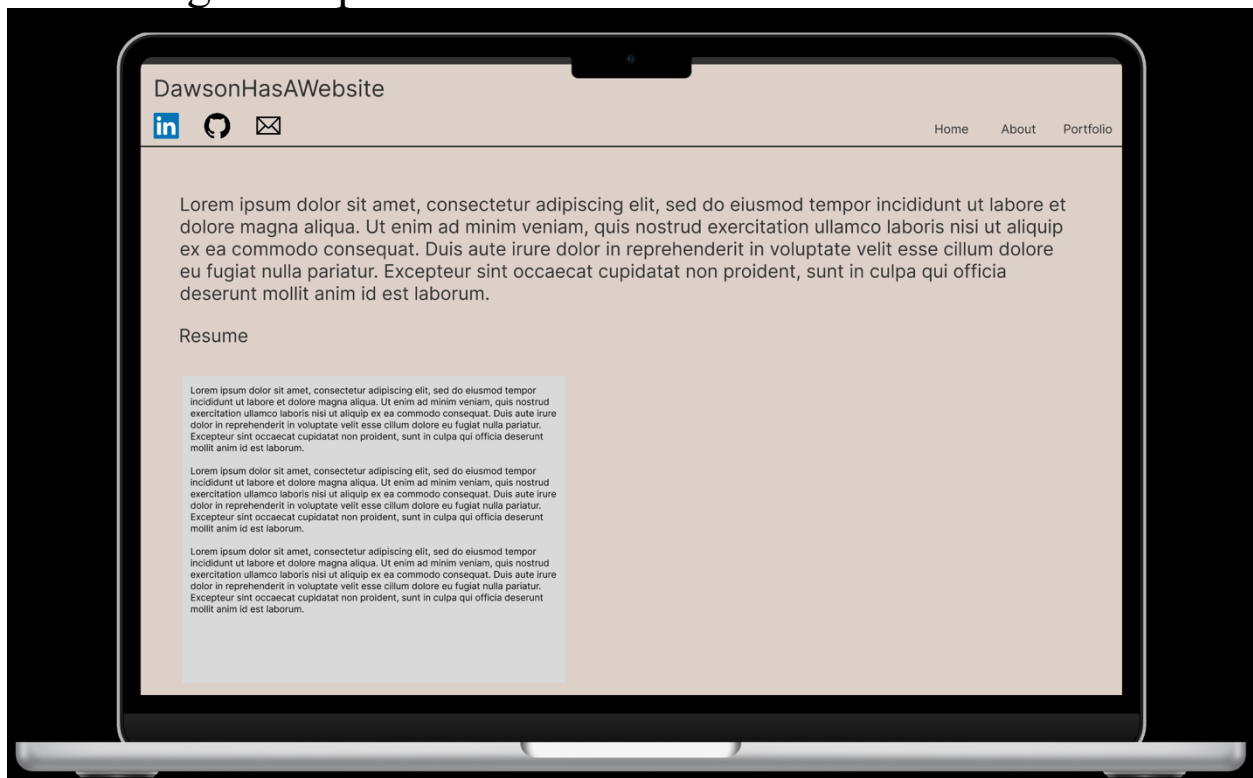 DawsonHasAWebsite
in
Home About Portfolio
Lorem ipsum dolor sit amet, consectetur adipiscing elit, sed do eiusmod tempor incididunt ut labore et
dolore magna aliqua. Ut enim ad minim veniam, quis nostrud exercitation ullamco laboris nisi ut aliquip
ex ea commodo consequat. Duis aute irure dolor in reprehenderit in voluptate velit esse cillum dolore
eu fugiat nulla pariatur. Excepteur sint occaecat cupidatat non proident, sunt in culpa qui officia
deserunt mollit anim id est laborum.
Resume
Lorem ipsum dolor sit amet, consectetur adipiscing elit, sed do eiusmod tempor
incididunt ut labore et dolore magna aliqua. Ut enim ad minim veniam, quis nostrud
exercitation ullamco laboris nisi ut aliquip ex ea commodo consequat. Duis aute irure
dolor in reprehenderit in voluptate velit esse cillum dolore eu fugiat nulla pariatur.
Excepteur sint occaecat cupidatat non proident, sunt in culpa qui officia deserunt
mollit anim id est laborum.
Lorem ipsum dolor sit amet, consectetur adipiscing elit, sed do eiusmod tempor
incididunt ut labore et dolore magna aliqua. Ut enim ad minim veniam, quis nostrud
exercitation ullamco laboris nisi ut aliquip ex ea commodo consequat. Duis aute irure
dolor in reprehenderit in voluptate velit esse cillum dolore eu fugiat nulla pariatur.
Excepteur sint occaecat cupidatat non proident, sunt in culpa qui officia deserunt
mollit anim id est laborum.
Lorem ipsum dolor sit amet, consectetur adipiscing elit, sed do eiusmod tempor
incididunt ut labore et dolore magna aliqua. Ut enim ad minim veniam, quis nostrud
exercitation ullamco laboris nisi ut aliquip ex ea commodo consequat. Duis aute irure
dolor in reprehenderit in voluptate velit esse cillum dolore eu fugiat nulla pariatur.
Excepteur sint occaecat cupidatat non proident, sunt in culpa qui officia deserunt
mollit anim id est laborum.